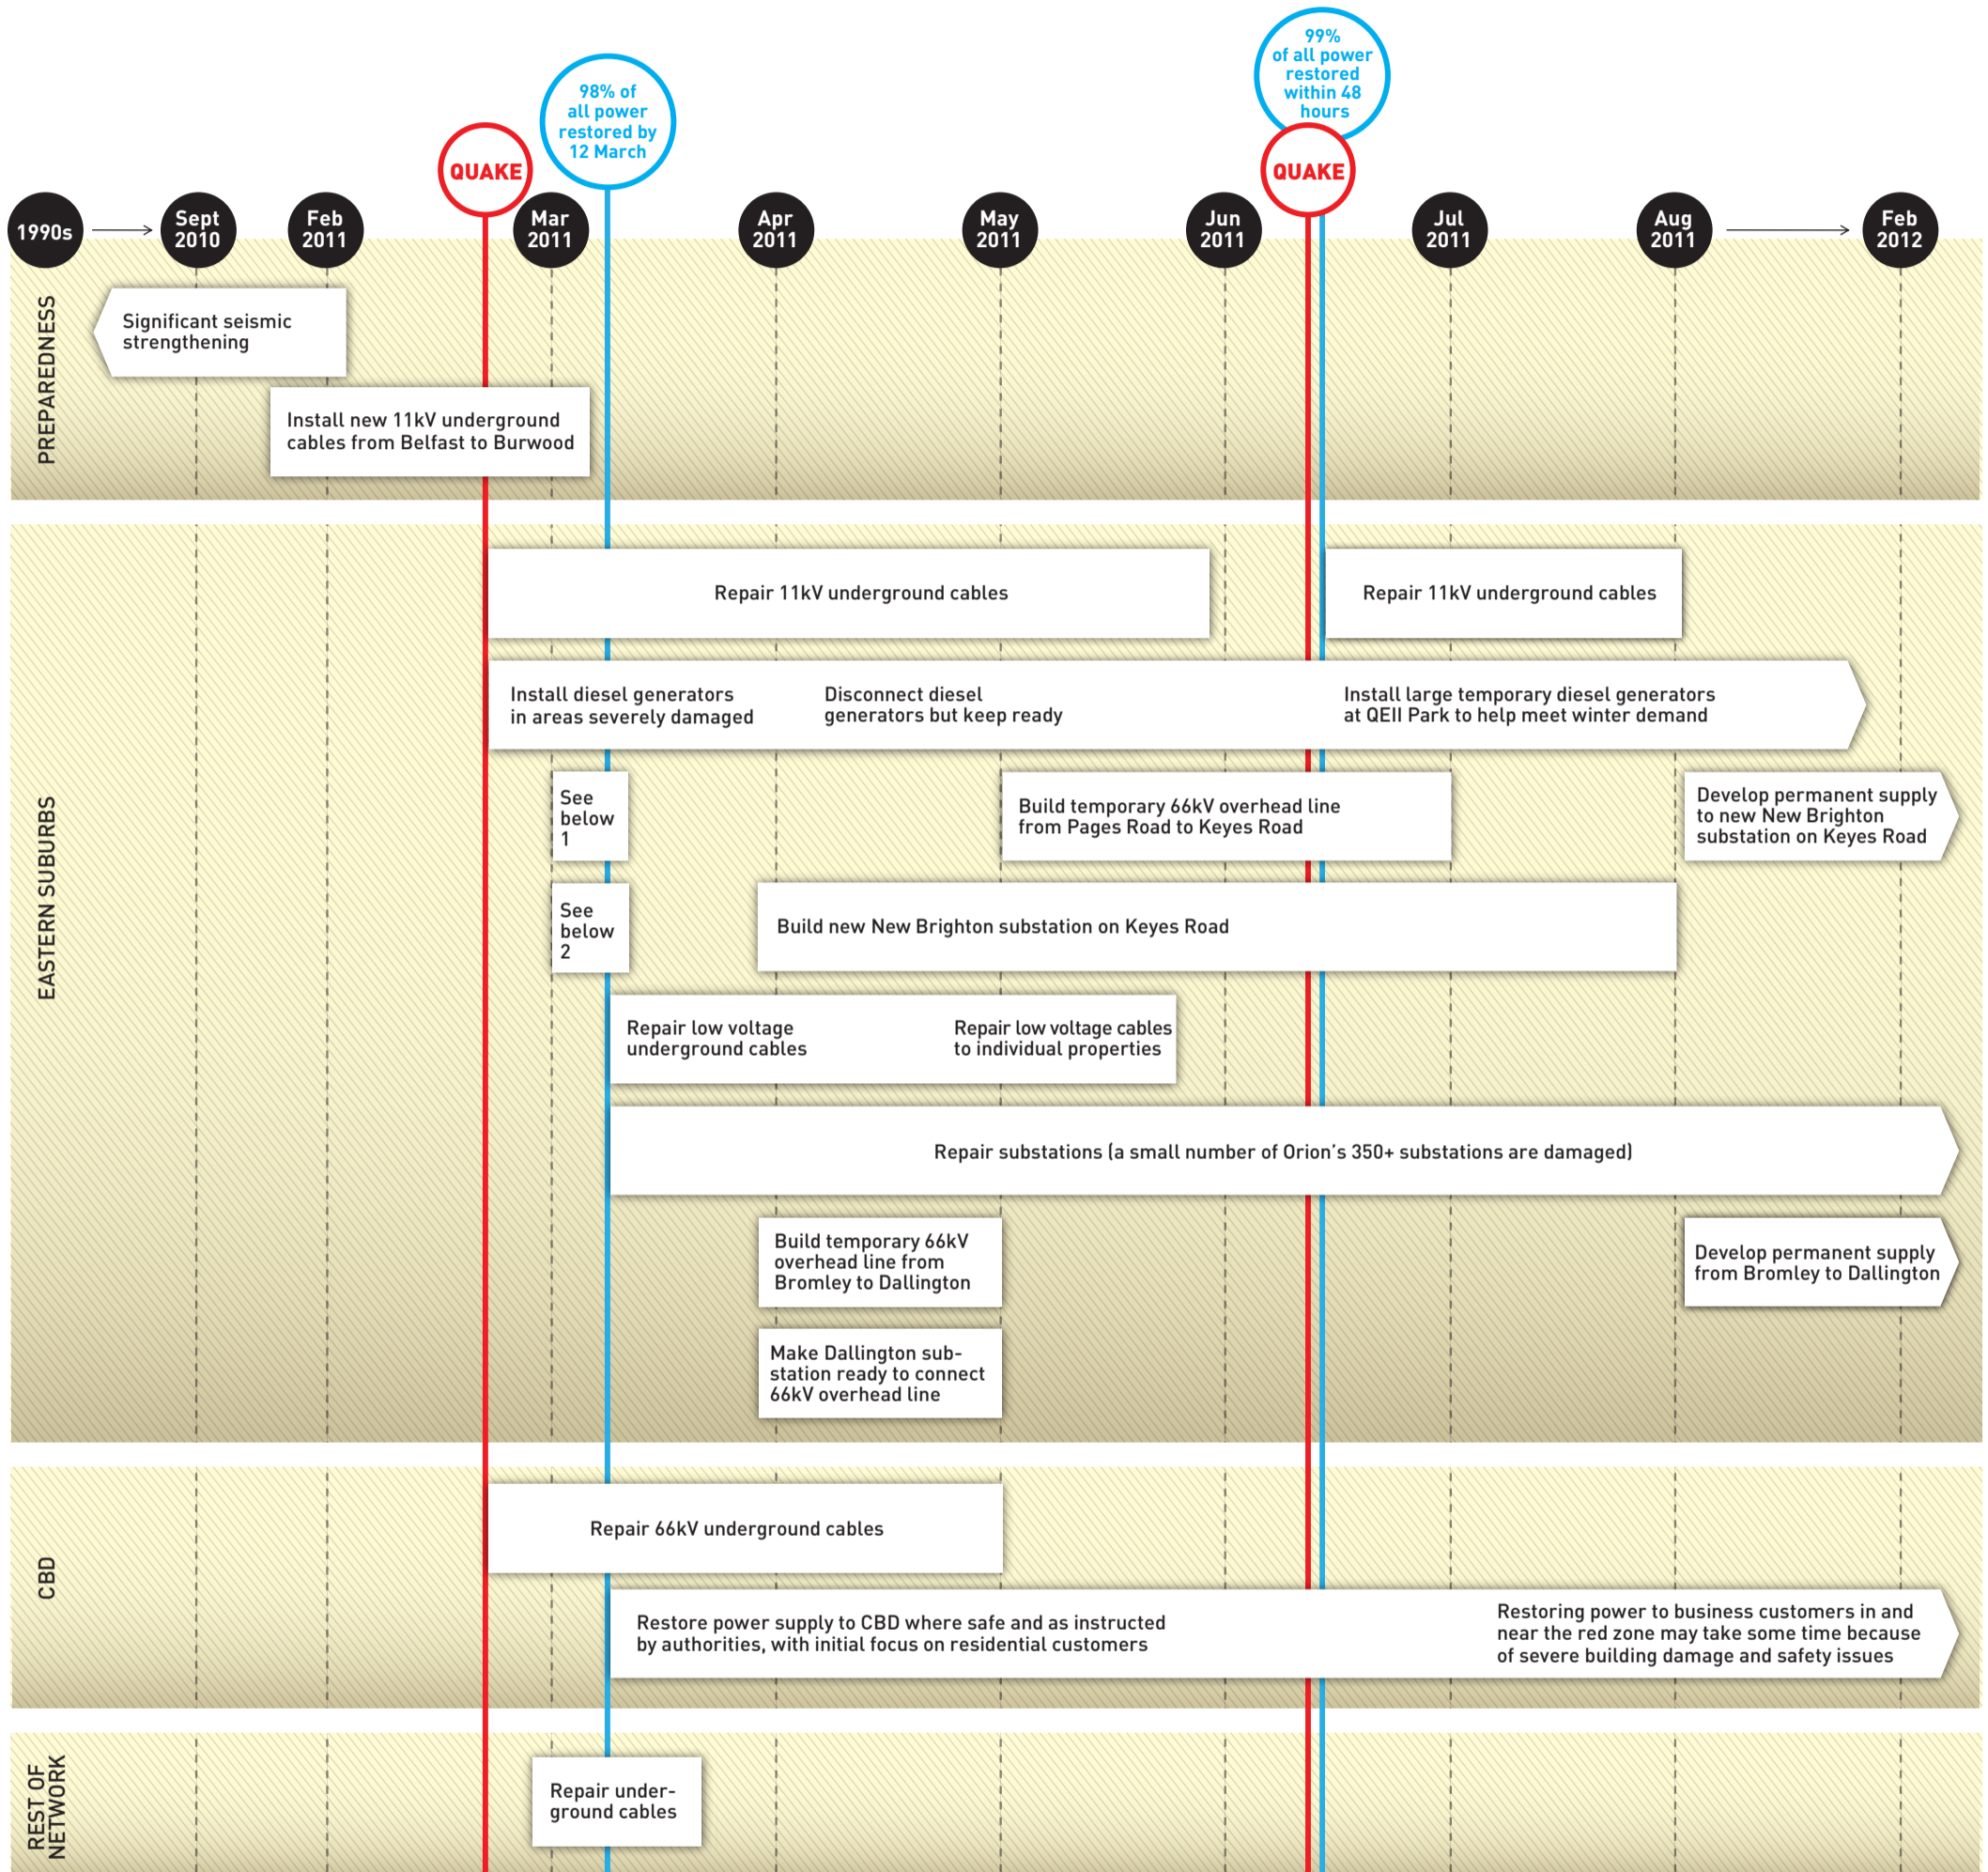 99%
of all power
restored
within 48
hours
98% of
all power
restored by
12 March
QUAKE
QUAKE
1990s
Sept
2010
Feb
2011
Mar
2011
Apr
2011
May
2011
Jun
2011
Jul
2011
Aug
2011
Feb
2012
PREPAREDNESS
Significant seismic
strengthening
Install new 11kV underground
cables from Belfast to Burwood
EASTERN SUBURBS
Repair 11kV underground cables
Repair 11kV underground cables
Install diesel generators
in areas severely damaged
Disconnect diesel
generators but keep ready
Install large temporary diesel generators
at QEII Park to help meet winter demand
See
below
1
Build temporary 66kV overhead line
from Pages Road to Keyes Road
Develop permanent supply
to new New Brighton
substation on Keyes Road
See
below
2
Build new New Brighton substation on Keyes Road
Repair low voltage
underground cables
Repair low voltage cables
to individual properties
Repair substations (a small number of Orion's 350+ substations are damaged)
Build temporary 66kV
overhead line from
Bromley to Dallington
Develop permanent supply
from Bromley to Dallington
Make Dallington sub-
station ready to connect
66kV overhead line
CBD
Repair 66kV underground cables
Restore power supply to CBD where safe and as instructed
by authorities, with initial focus on residential customers
Restoring power to business customers in and
near the red zone may take some time because
of severe building damage and safety issues
REST OF
NETWORK
Repair under-
ground cables